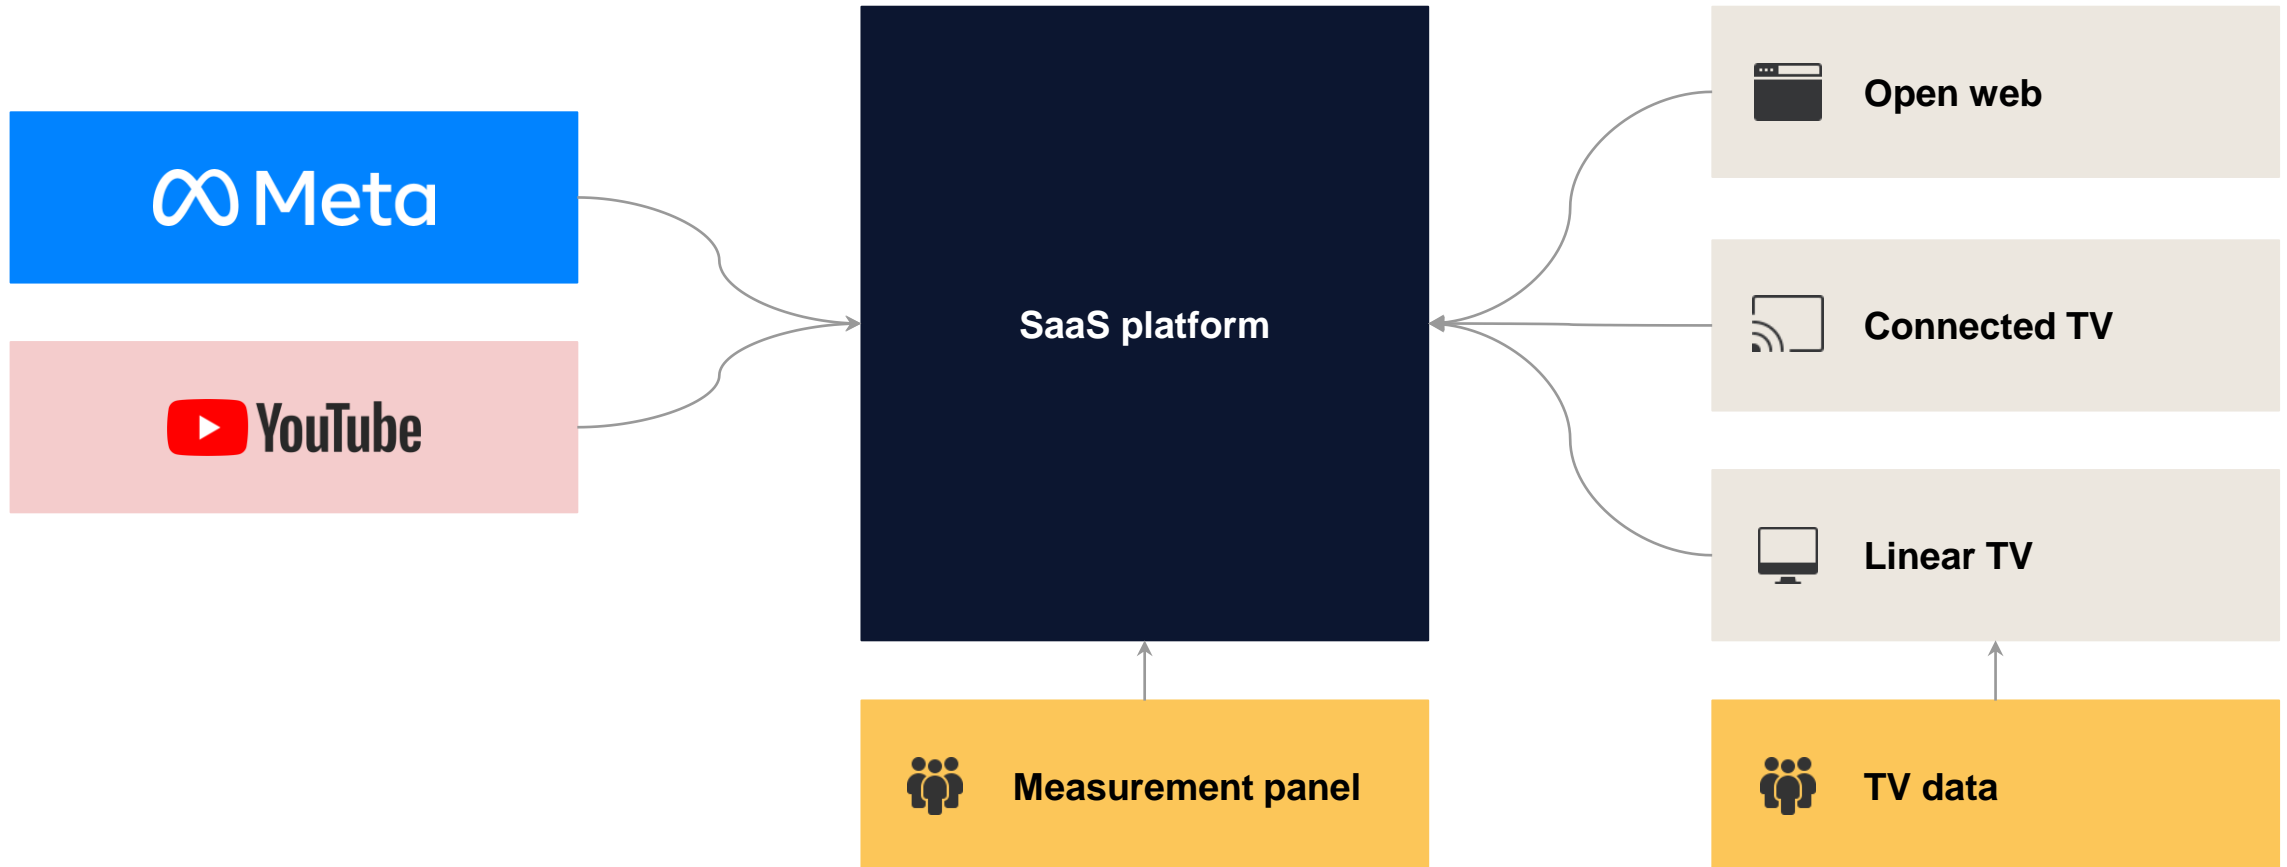 Meta
YouTube
SaaS platform
Open web
Connected TV
Linear TV
Measurement panel
TV data